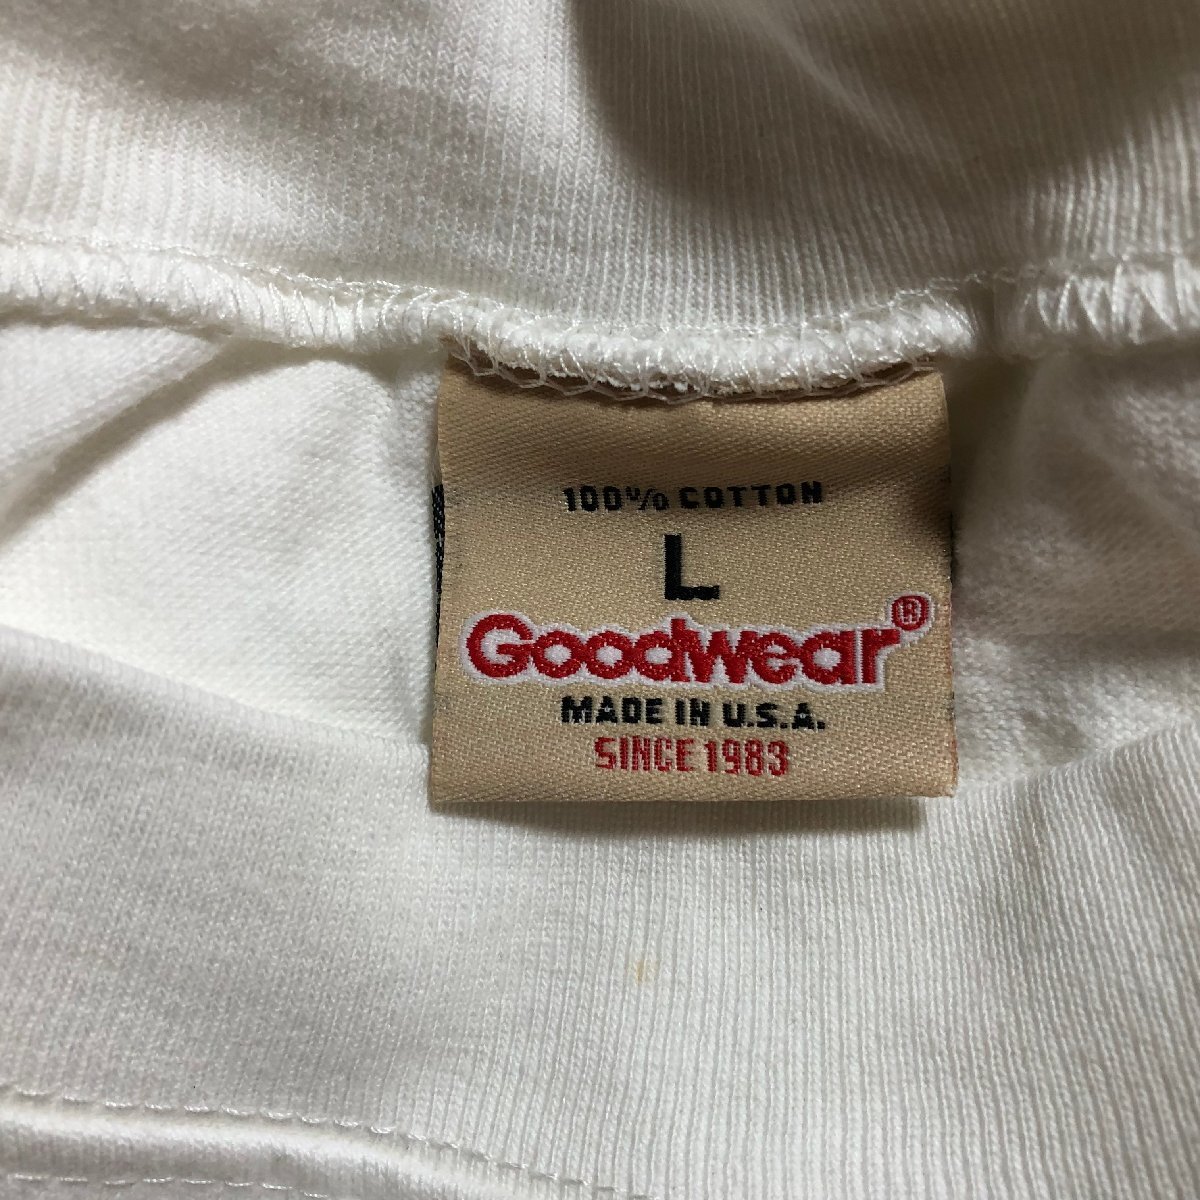 100% COTTON
L
Goodwear®
MADE IN U.S.A.
SINCE 1983